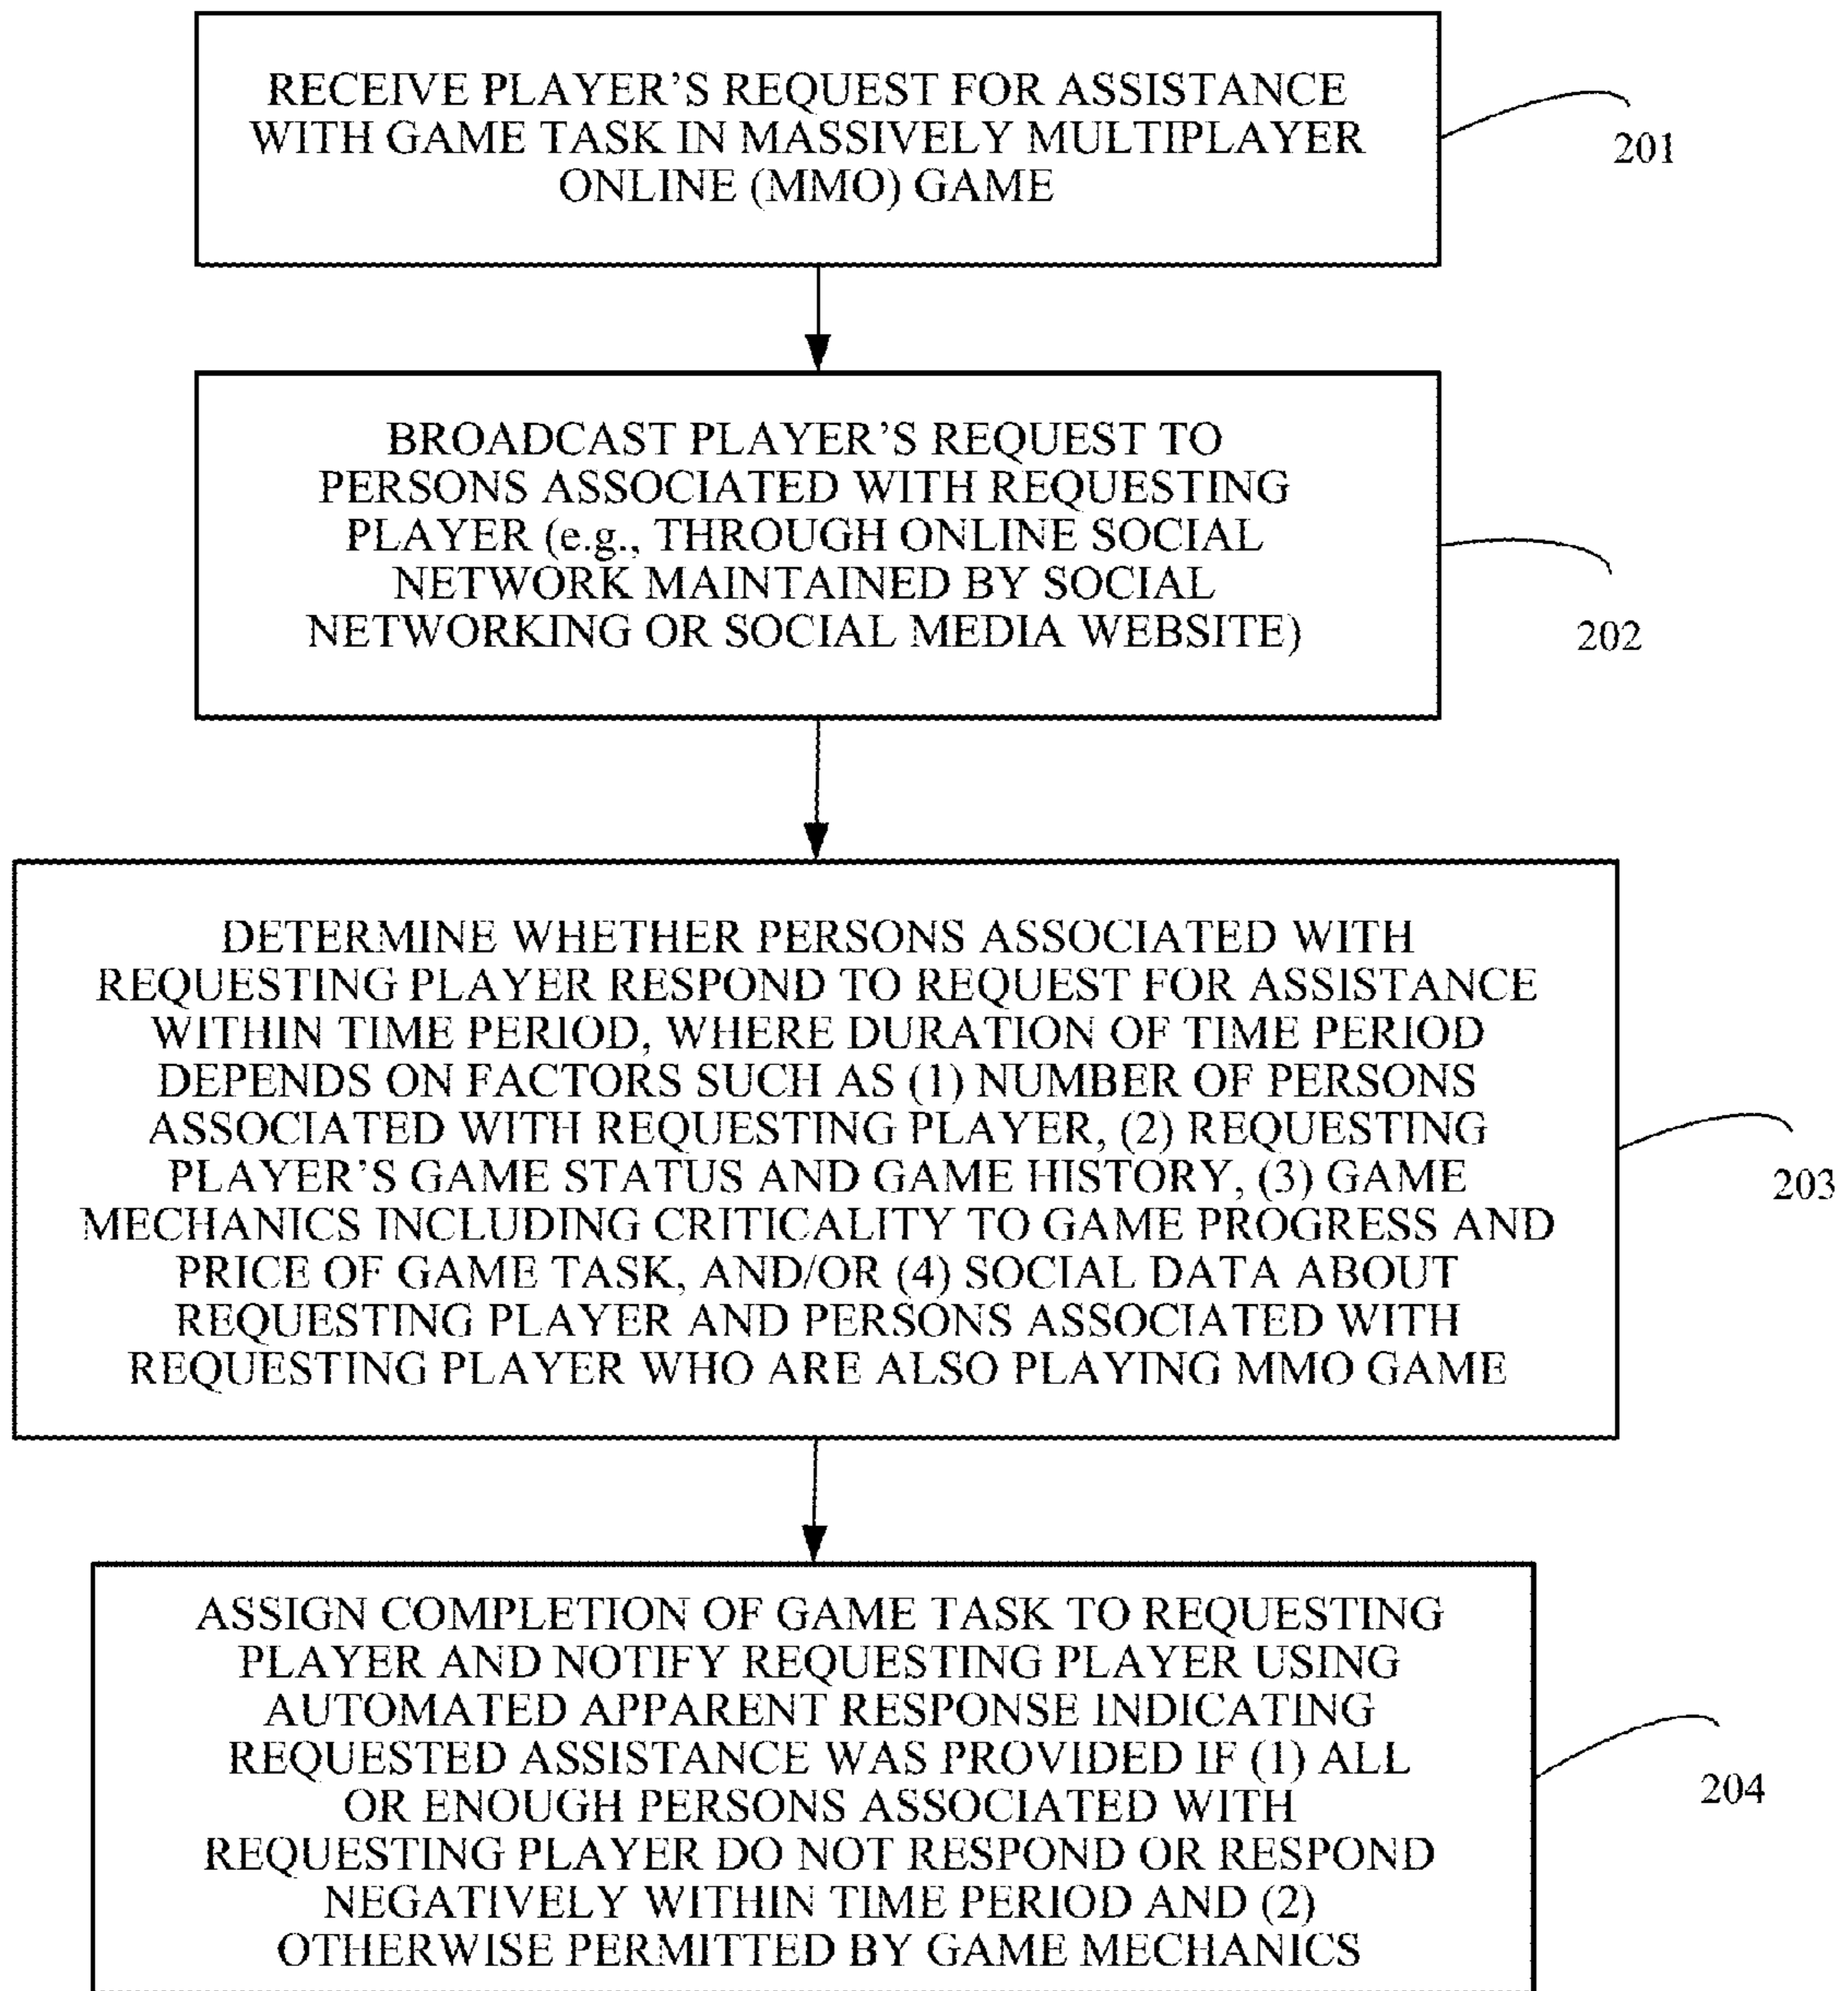 RECEIVE PLAYER’S REQUEST FOR ASSISTANCE
WITH GAME TASK IN MASSIVELY MULTIPLAYER
ONLINE (MMO) GAME
201
BROADCAST PLAYER’S REQUEST TO
PERSONS ASSOCIATED WITH REQUESTING
PLAYER (e.g., THROUGH ONLINE SOCIAL
NETWORK MAINTAINED BY SOCIAL
NETWORKING OR SOCIAL MEDIA WEBSITE)
202
DETERMINE WHETHER PERSONS ASSOCIATED WITH
REQUESTING PLAYER RESPOND TO REQUEST FOR ASSISTANCE
WITHIN TIME PERIOD, WHERE DURATION OF TIME PERIOD
DEPENDS ON FACTORS SUCH AS (1) NUMBER OF PERSONS
ASSOCIATED WITH REQUESTING PLAYER, (2) REQUESTING
PLAYER’S GAME STATUS AND GAME HISTORY, (3) GAME
MECHANICS INCLUDING CRITICALITY TO GAME PROGRESS AND
PRICE OF GAME TASK, AND/OR (4) SOCIAL DATA ABOUT
REQUESTING PLAYER AND PERSONS ASSOCIATED WITH
REQUESTING PLAYER WHO ARE ALSO PLAYING MMO GAME
203
ASSIGN COMPLETION OF GAME TASK TO REQUESTING
PLAYER AND NOTIFY REQUESTING PLAYER USING
AUTOMATED APPARENT RESPONSE INDICATING
REQUESTED ASSISTANCE WAS PROVIDED IF (1) ALL
OR ENOUGH PERSONS ASSOCIATED WITH
REQUESTING PLAYER DO NOT RESPOND OR RESPOND
NEGATIVELY WITHIN TIME PERIOD AND (2)
OTHERWISE PERMITTED BY GAME MECHANICS
204